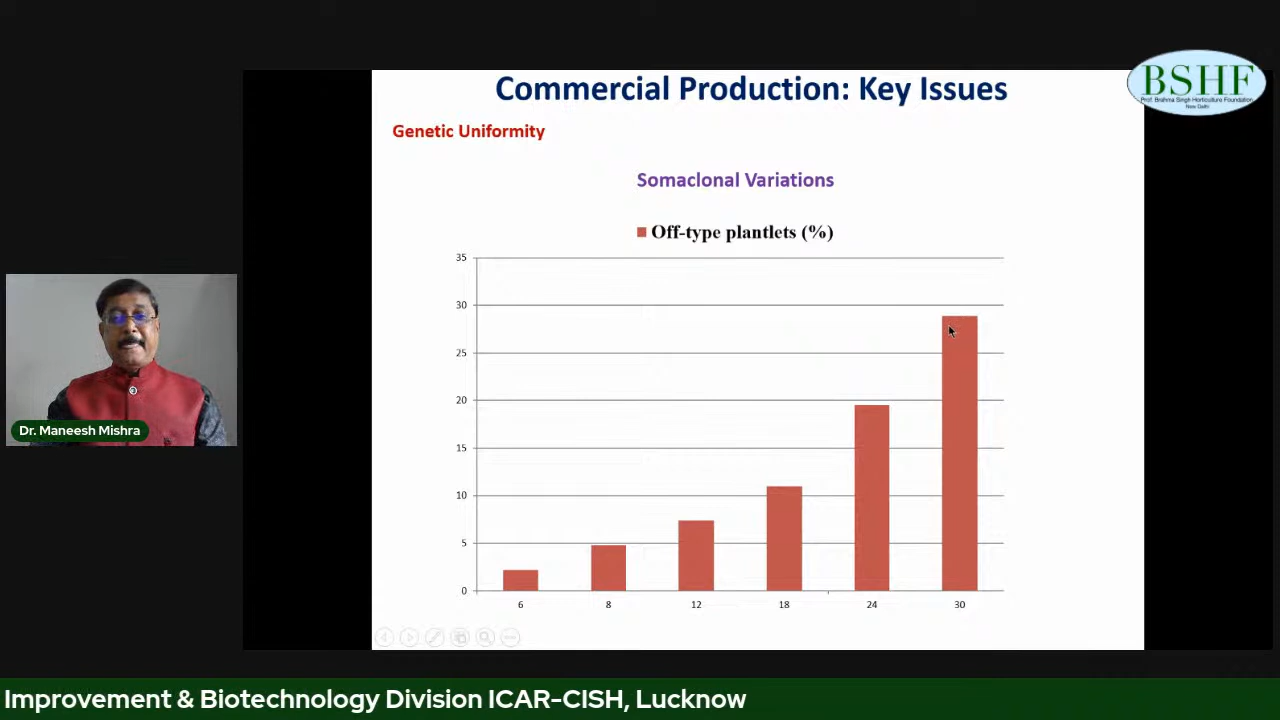 Commercial Production: Key Issues
BSHF
Prof. Brahma Singh Horticulture Foundation
New Delhi
Genetic Uniformity
Somaclonal Variations
Off-type plantlets (%)
35
30
25
20
15
10
5
0
6 8 12 18 24 30
Dr. Maneesh Mishra
Improvement & Biotechnology Division ICAR-CISH, Lucknow